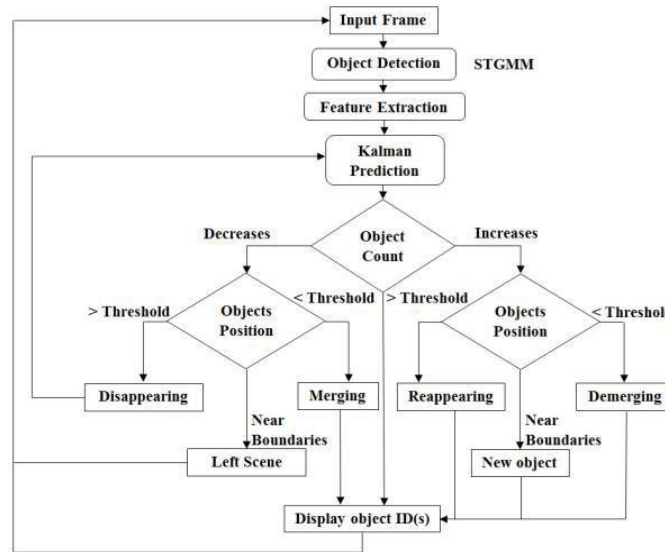 Input Frame
Object Detection
STGMM
Feature Extraction
Kalman
Prediction
Object
Count
Decreases
Increases
> Threshold
Objects
Position
< Threshold
> Threshold
Objects
Position
< Threshold
Disappearing
Merging
Reappearing
Demerging
Near
Boundaries
Near
Boundaries
Left Scene
New object
Display object ID(s)